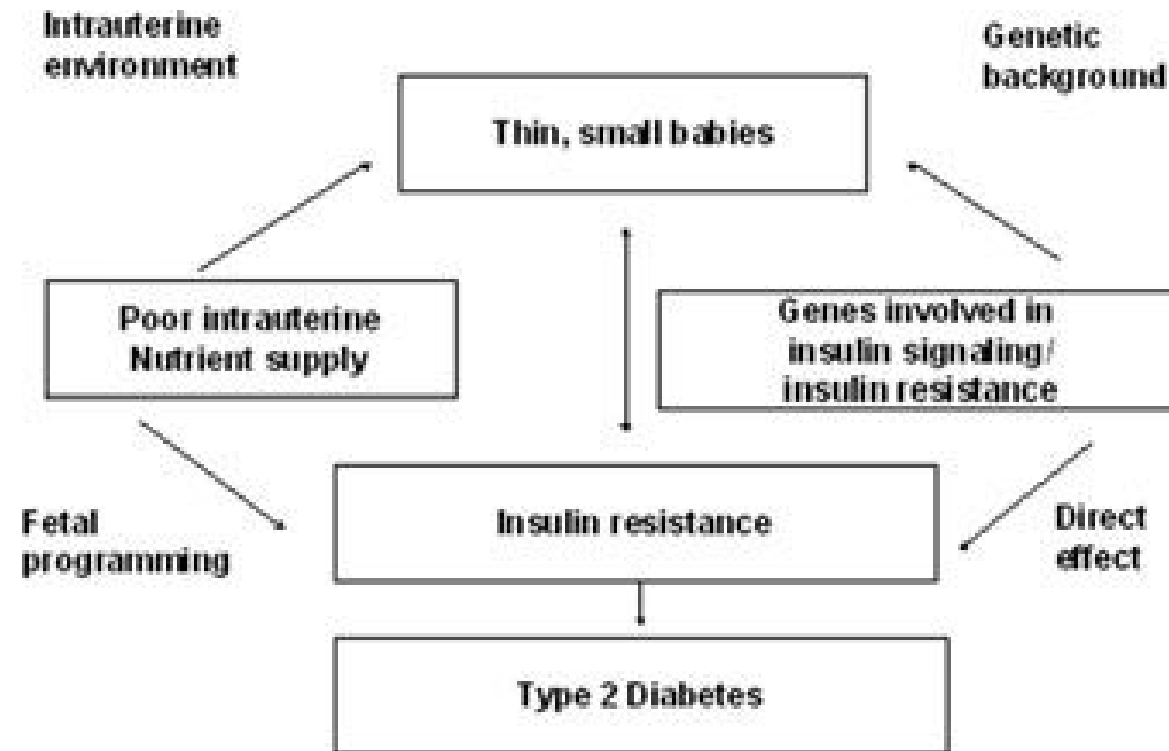 Intrauterine
environment
Genetic
background
Thin, small babies
Poor intrauterine
Nutrient supply
Genes involved in
insulin signaling/
insulin resistance
Fetal
programming
Insulin resistance
Direct
effect
Type 2 Diabetes